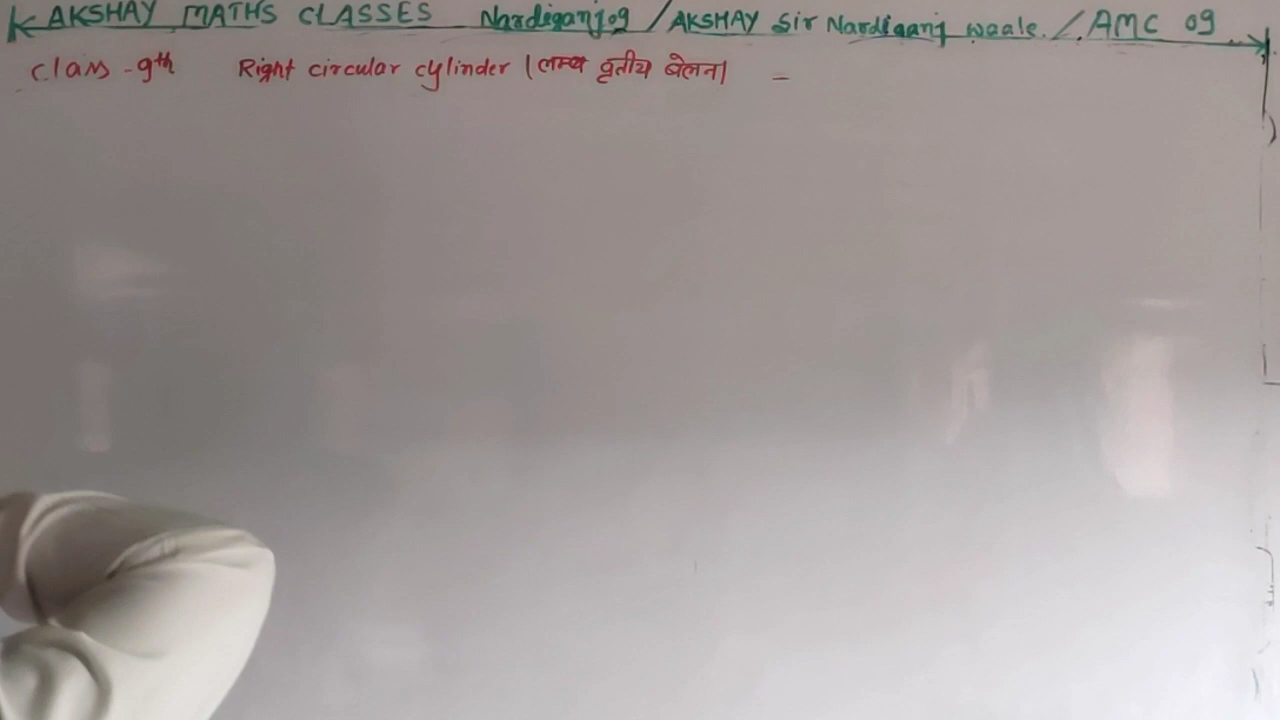 AKSHAY MATHS CLASSES Nardiganj09 / AKSHAY Sir Nardiganj waale. / AMC 09
Class - 9th Right circular cylinder (लम्ब वृतीय बेलन) -